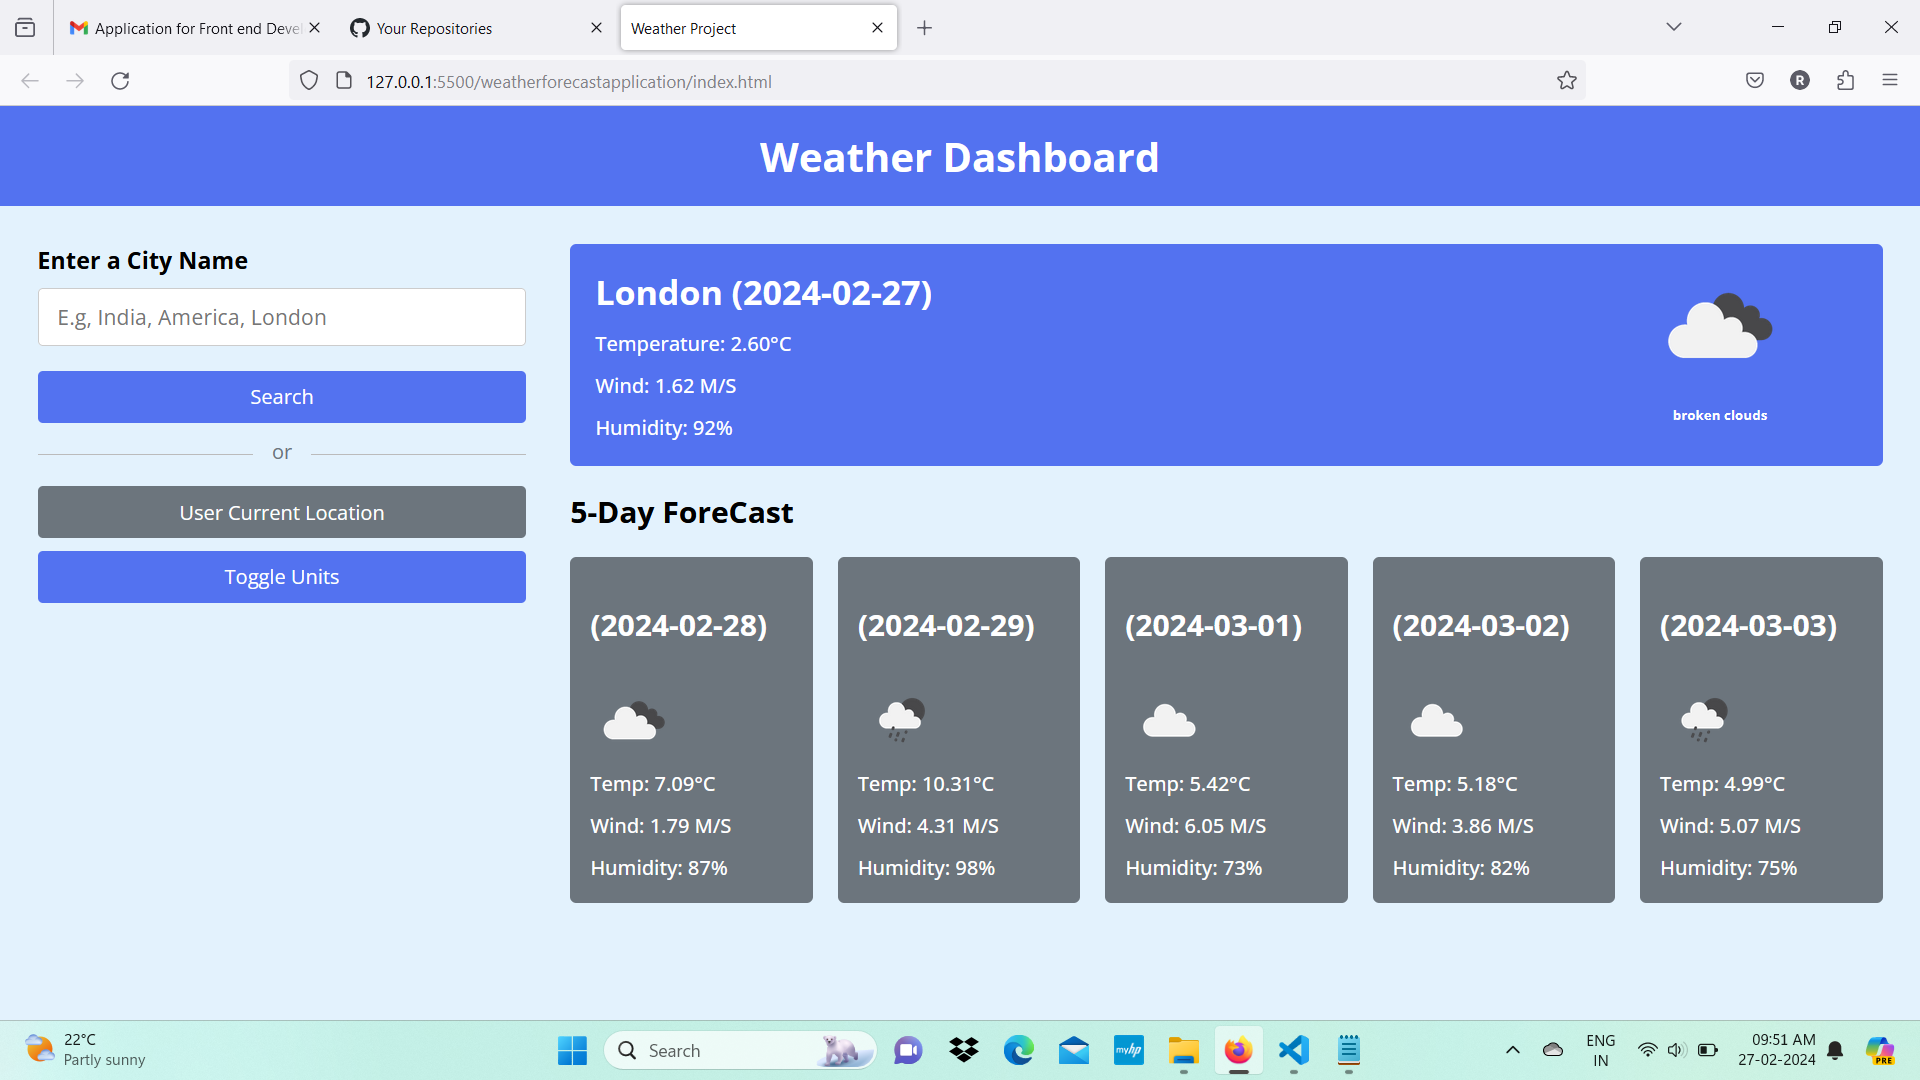 Application for Front end Deve
Your Repositories
Weather Project
127.0.0.1:5500/weatherforecastapplication/index.html
R
Weather Dashboard
Enter a City Name
E.g, India, America, London
Search
or
User Current Location
Toggle Units
London (2024-02-27)
Temperature: 2.60°C
Wind: 1.62 M/S
Humidity: 92%
broken clouds
5-Day ForeCast
(2024-02-28)
Temp: 7.09°C
Wind: 1.79 M/S
Humidity: 87%
(2024-02-29)
Temp: 10.31°C
Wind: 4.31 M/S
Humidity: 98%
(2024-03-01)
Temp: 5.42°C
Wind: 6.05 M/S
Humidity: 73%
(2024-03-02)
Temp: 5.18°C
Wind: 3.86 M/S
Humidity: 82%
(2024-03-03)
Temp: 4.99°C
Wind: 5.07 M/S
Humidity: 75%
22°C
Partly sunny
Search
myhp
ENG
IN
09:51 AM
27-02-2024
PRE